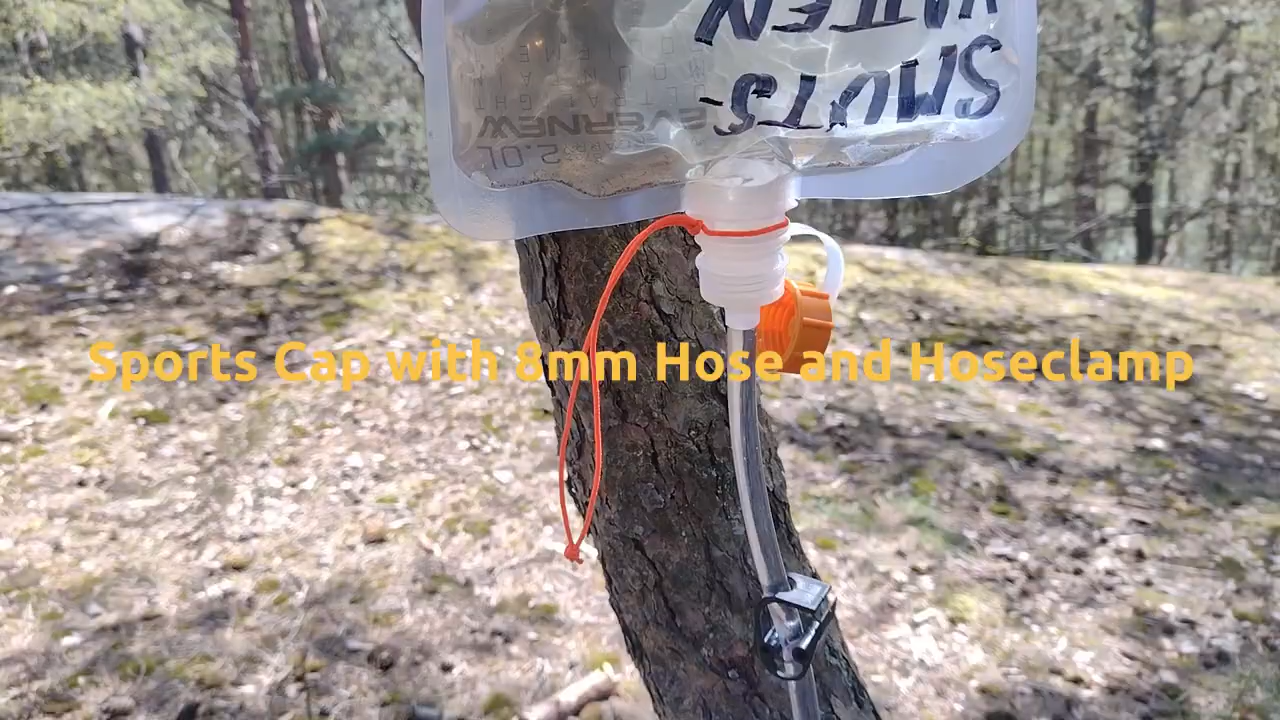 SMUTS-
VATTEN
2.0L
EVERNEW
Sports Cap with 8mm Hose and Hoseclamp